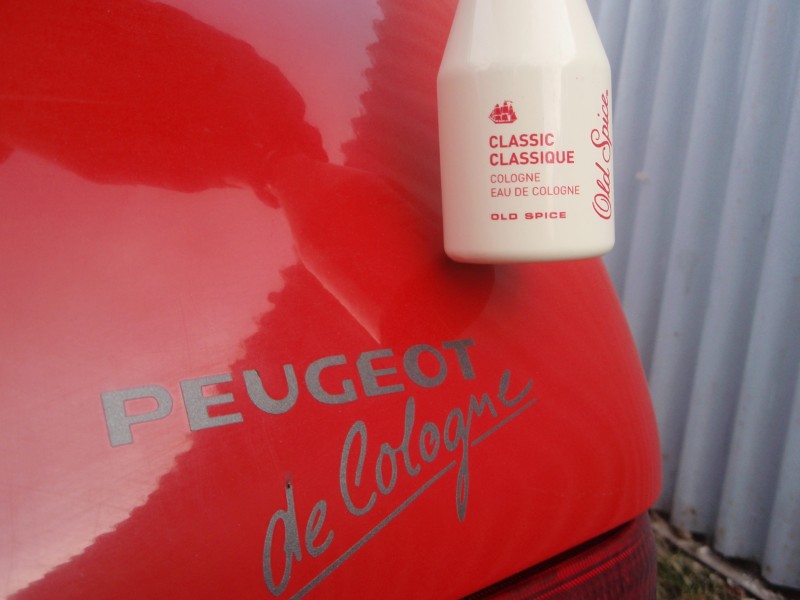 CLASSIC
CLASSIQUE
COLOGNE
EAU DE COLOGNE
OLD SPICE
Old Spice
PEUGEOT
de Cologne